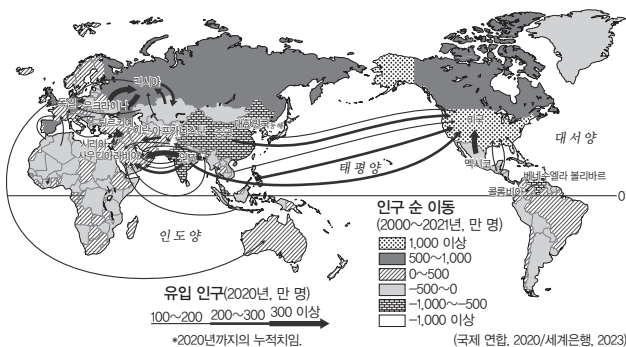 러시아
독일
우크라이나
시리아
사우디아라비아
미국
대서양
멕시코
태평양
베네수엘라 볼리바르
콜롬비아
0
인도양
인구 순 이동
(2000~2021년, 만 명)
1,000 이상
500~1,000
0~500
-500~0
-1,000~-500
-1,000 이상
유입 인구(2020년, 만 명)
100~200 200~300 300 이상
*2020년까지의 누적치임.
(국제 연합, 2020/세계은행, 2023)